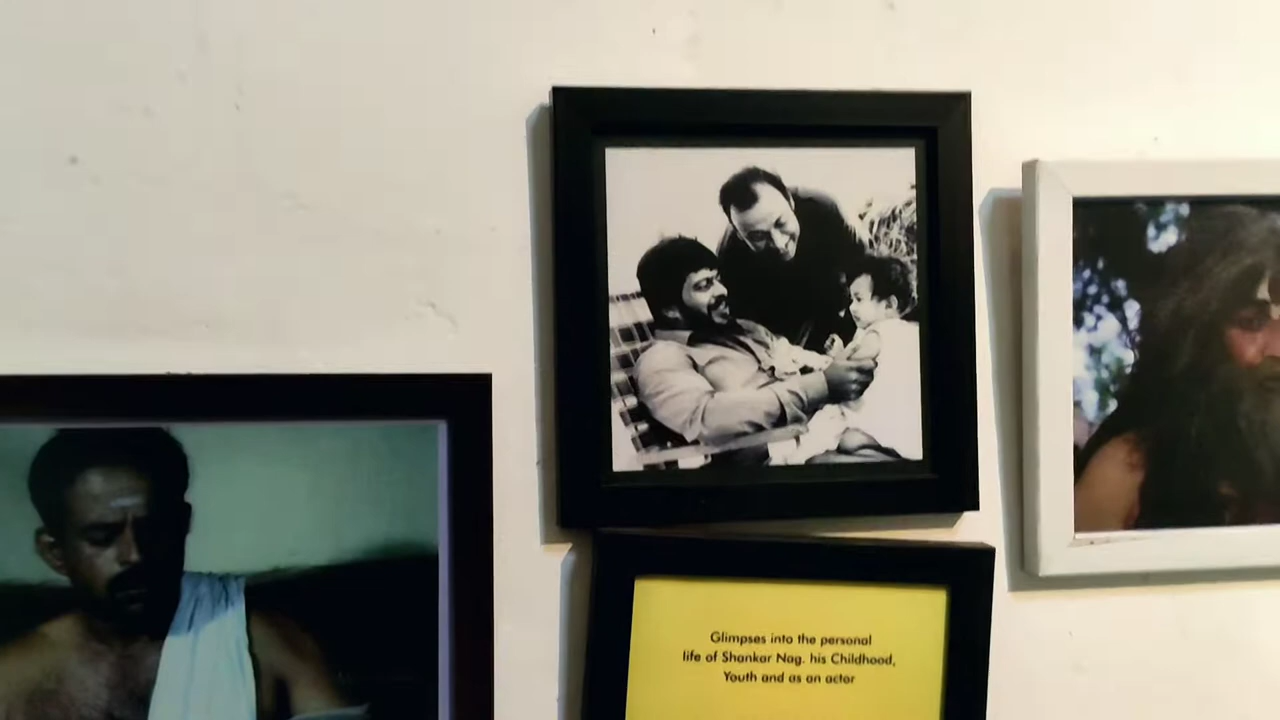 Glimpses into the personal
life of Shankar Nag. his Childhood,
Youth and as an actor